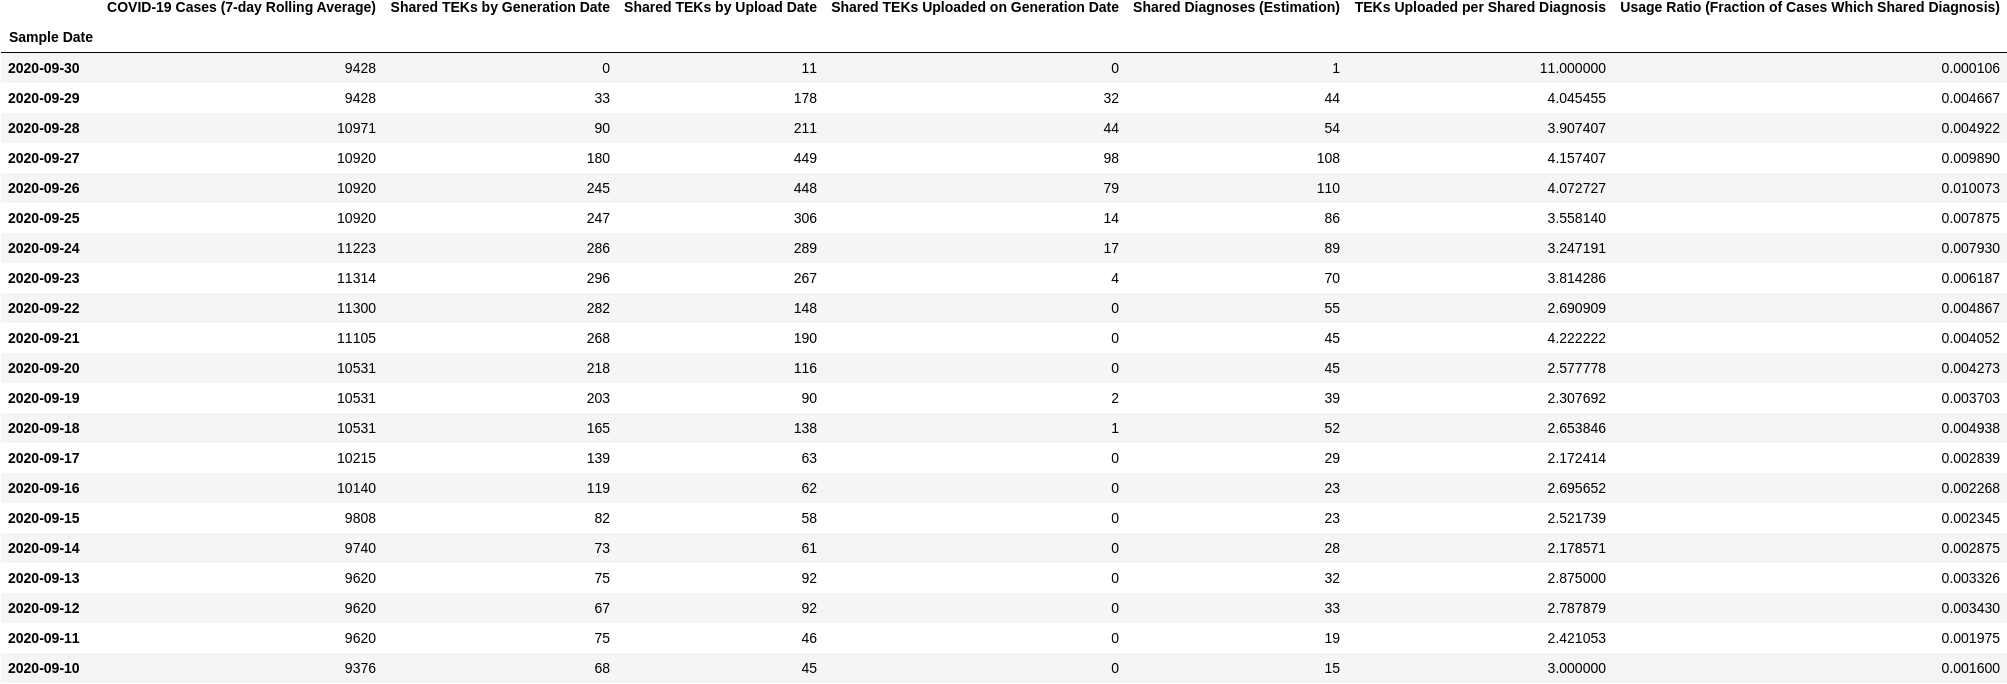 COVID-19 Cases (7-day Rolling Average) Shared TEKs by Generation Date Shared TEKs by Upload Date Shared TEKs Uploaded on Generation Date Shared Diagnoses (Estimation) TEKs Uploaded per Shared Diagnosis Usage Ratio (Fraction of Cases Which Shared Diagnosis)
Sample Date
2020-09-30 9428 0 11 0 1 11.000000 0.000106
2020-09-29 9428 33 178 32 44 4.045455 0.004667
2020-09-28 10971 90 211 44 54 3.907407 0.004922
2020-09-27 10920 180 449 98 108 4.157407 0.009890
2020-09-26 10920 245 448 79 110 4.072727 0.010073
2020-09-25 10920 247 306 14 86 3.558140 0.007875
2020-09-24 11223 286 289 17 89 3.247191 0.007930
2020-09-23 11314 296 267 4 70 3.814286 0.006187
2020-09-22 11300 282 148 0 55 2.690909 0.004867
2020-09-21 11105 268 190 0 45 4.222222 0.004052
2020-09-20 10531 218 116 0 45 2.577778 0.004273
2020-09-19 10531 203 90 2 39 2.307692 0.003703
2020-09-18 10531 165 138 1 52 2.653846 0.004938
2020-09-17 10215 139 63 0 29 2.172414 0.002839
2020-09-16 10140 119 62 0 23 2.695652 0.002268
2020-09-15 9808 82 58 0 23 2.521739 0.002345
2020-09-14 9740 73 61 0 28 2.178571 0.002875
2020-09-13 9620 75 92 0 32 2.875000 0.003326
2020-09-12 9620 67 92 0 33 2.787879 0.003430
2020-09-11 9620 75 46 0 19 2.421053 0.001975
2020-09-10 9376 68 45 0 15 3.000000 0.001600